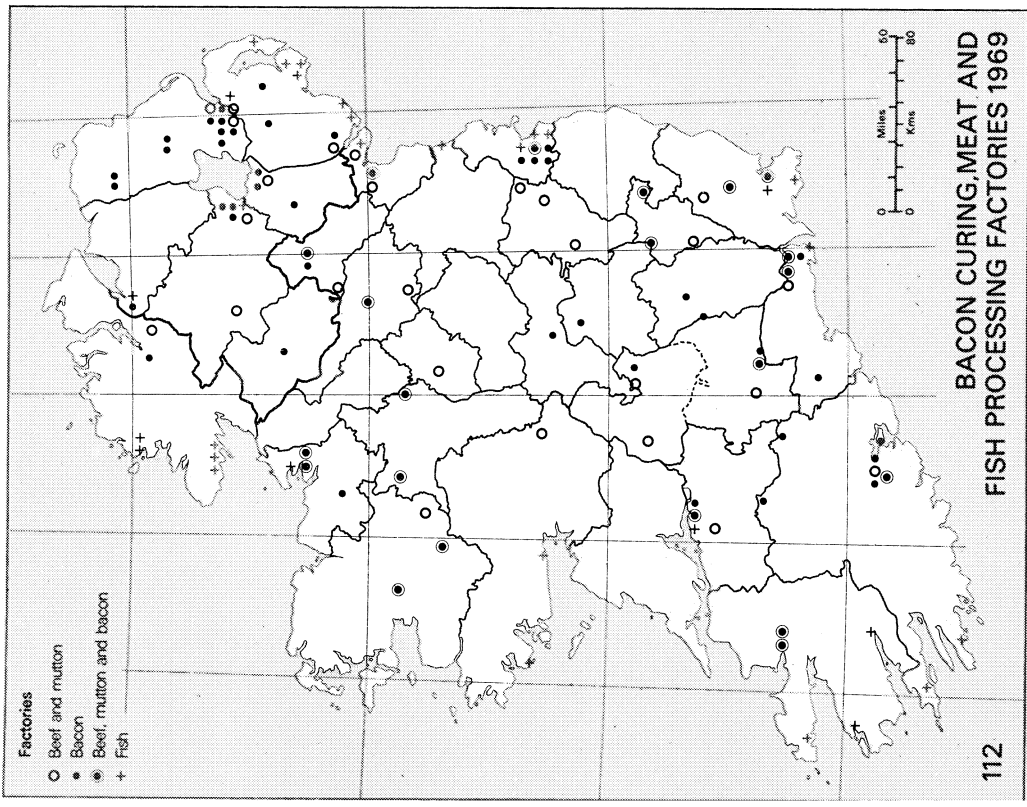 Factories
Beef and mutton
Bacon
Beef, mutton and bacon
Fish
Miles
0 50
0 80
Kms
BACON CURING, MEAT AND
FISH PROCESSING FACTORIES 1969
112